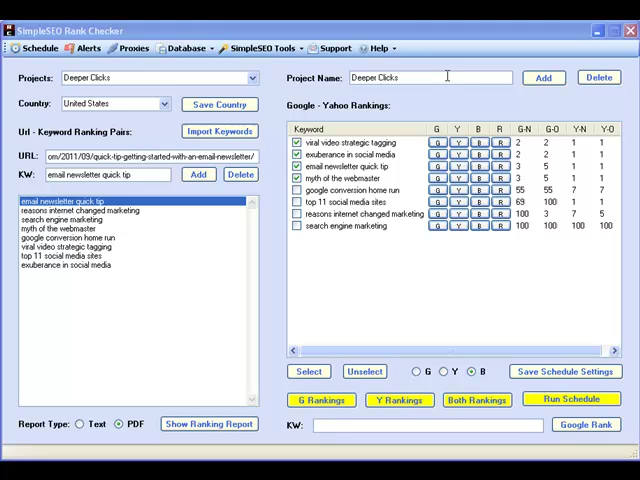 SimpleSEO Rank Checker
Schedule Alerts Proxies Database SimpleSEO Tools Support Help
Projects: Deeper Clicks
Project Name: Deeper Clicks Add Delete
Country: United States Save Country
Google - Yahoo Rankings:
Url - Keyword Ranking Pairs: Import Keywords
URL: om/2011/09/quick-tip-getting-started-with-an-email-newsletter/
KW: email newsletter quick tip Add Delete
email newsletter quick tip
reasons internet changed marketing
search engine marketing
myth of the webmaster
google conversion home run
viral video strategic tagging
top 11 social media sites
exuberance in social media
Keyword G Y B R G-N G-O Y-N Y-O
viral video strategic tagging G Y B R 2 2 1 1
exuberance in social media G Y B R 2 2 1 1
email newsletter quick tip G Y B R 3 5 1 1
myth of the webmaster G Y B R 3 5 1 1
google conversion home run G Y B R 55 55 7 7
top 11 social media sites G Y B R 69 100 1 1
reasons internet changed marketing G Y B R 100 3 7 5
search engine marketing G Y B R 100 100 100 100
Select Unselect G Y B Save Schedule Settings
G Rankings Y Rankings Both Rankings Run Schedule
Report Type: Text PDF Show Ranking Report
KW: Google Rank